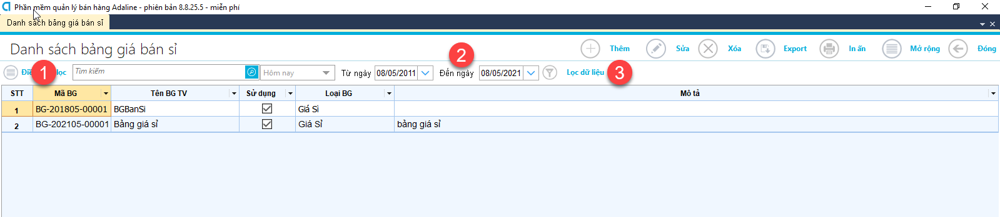 Phần mềm quản lý bán hàng Adaline - phiên bản 8.8.25.5 - miễn phí
Danh sách bảng giá bán sỉ
Danh sách bảng giá bán sỉ
Thêm Sửa Xóa Export In ấn Mở rộng Đóng
1 lọc Tìm kiếm Hôm nay Từ ngày 08/05/2011 Đến ngày 2 08/05/2021 Lọc dữ liệu 3
STT Mã BG Tên BG TV Sử dụng Loại BG Mô tả
1 BG-201805-00001 BGBanSi Giá Si
2 BG-202105-00001 Bảng giá sỉ Giá Sỉ bảng giá sỉ